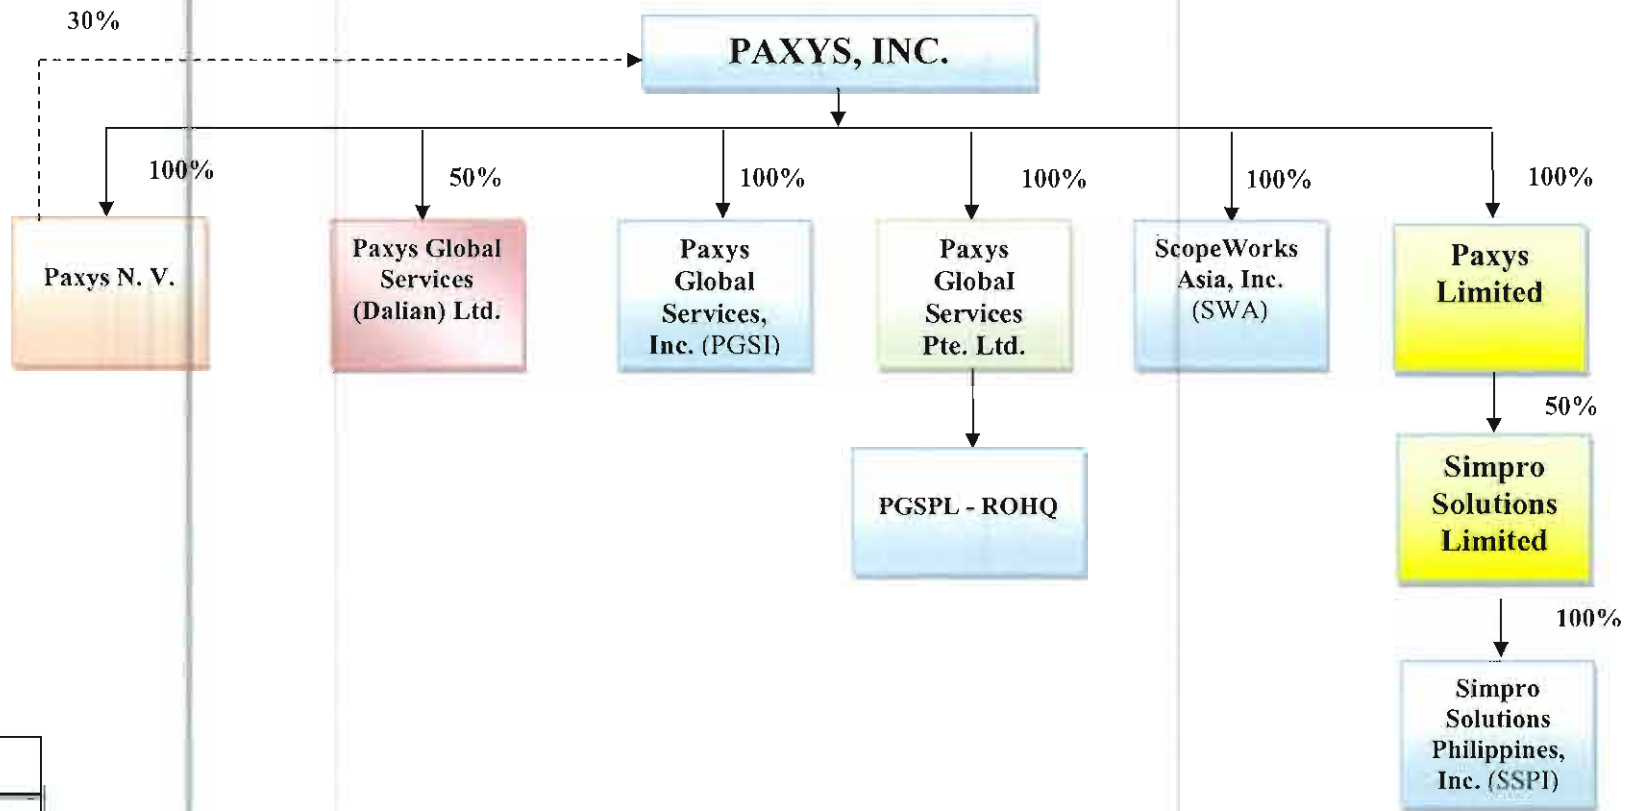 30%
PAXYS, INC.
100%
50%
100%
100%
100%
100%
Paxys N. V.
Paxys Global
Services
(Dalian) Ltd.
Paxys
Global
Services,
Inc. (PGSI)
Paxys
Global
Services
Pte. Ltd.
ScopeWorks
Asia, Inc.
(SWA)
Paxys
Limited
50%
PGSPL - ROHQ
Simpro
Solutions
Limited
100%
Simpro
Solutions
Philippines,
Inc. (SSPI)